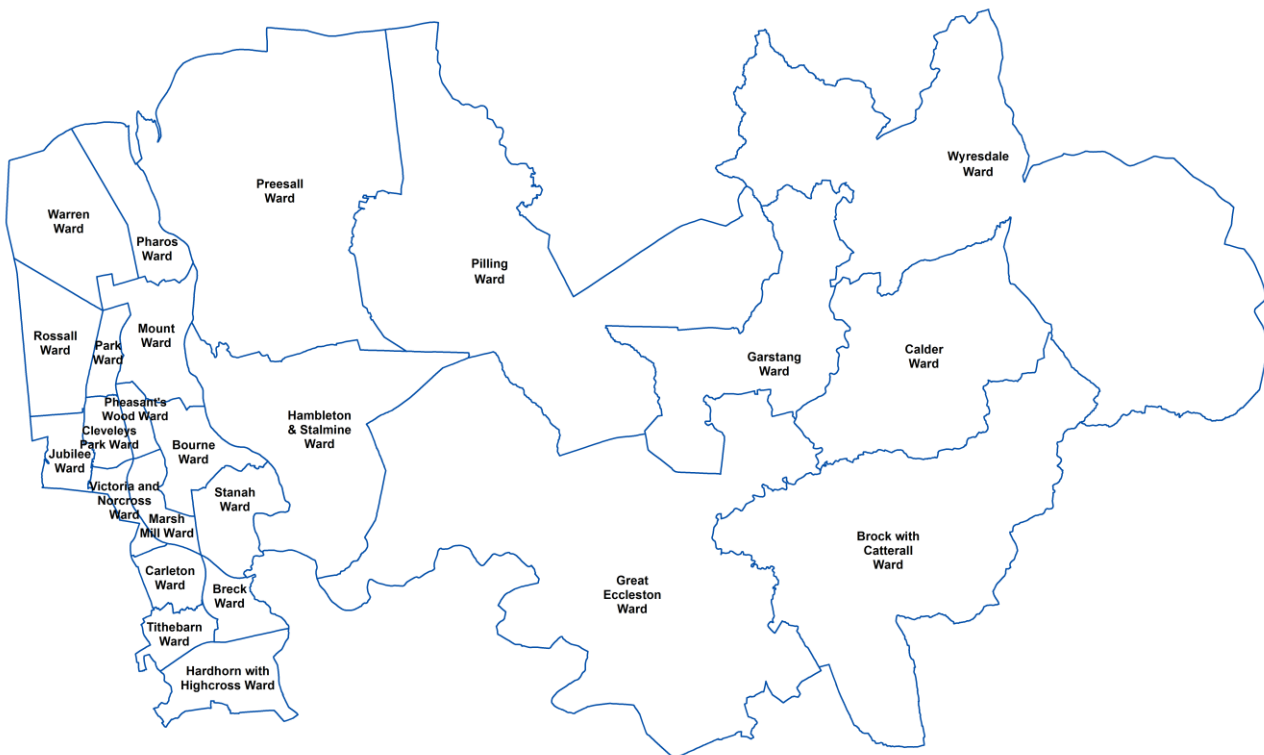 Wyresdale
Ward
Preesall
Ward
Warren
Ward
Pharos
Ward
Pilling
Ward
Rossall
Ward
Park
Ward
Mount
Ward
Garstang
Ward
Calder
Ward
Pheasant's
Wood Ward
Cleveleys
Park Ward
Hambleton
& Stalmine
Ward
Bourne
Ward
Jubilee
Ward
Victoria and
Norcross
Ward
Stanah
Ward
Marsh
Mill Ward
Brock with
Catterall
Ward
Carleton
Ward
Breck
Ward
Great
Eccleston
Ward
Tithebarn
Ward
Hardhorn with
Highcross Ward